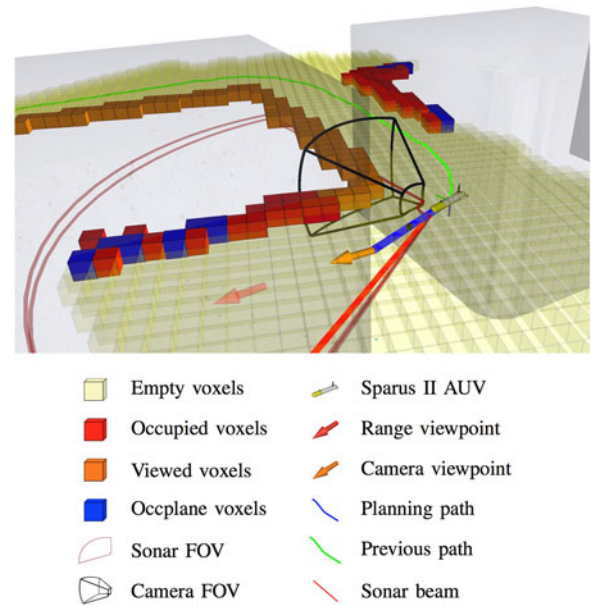 Empty voxels
Sparus II AUV
Occupied voxels
Range viewpoint
Viewed voxels
Camera viewpoint
Occplane voxels
Planning path
Sonar FOV
Previous path
Camera FOV
Sonar beam